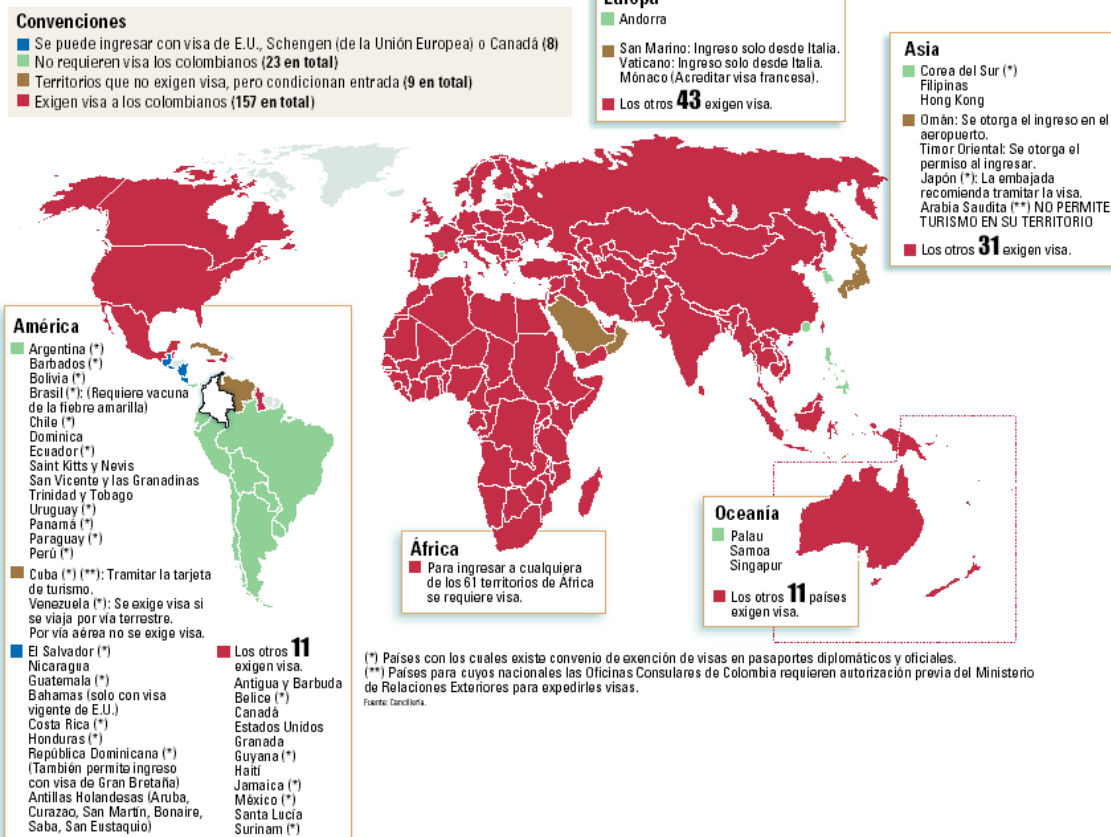 Convenciones
Se puede ingresar con visa de E.U., Schengen (de la Unión Europea) o Canadá (8)
No requieren visa los colombianos (23 en total)
Territorios que no exigen visa, pero condicionan entrada (9 en total)
Exigen visa a los colombianos (157 en total)
Europa
Andorra
San Marino: Ingreso solo desde Italia.
Vaticano: Ingreso solo desde Italia.
Mónaco (Acreditar visa francesa).
Los otros 43 exigen visa.
Asia
Corea del Sur (*)
Filipinas
Hong Kong
Omán: Se otorga el ingreso en el
aeropuerto.
Timor Oriental: Se otorga el
permiso al ingresar.
Japón (*): La embajada
recomienda tramitar la visa.
Arabia Saudita (**) NO PERMITE
TURISMO EN SU TERRITORIO
Los otros 31 exigen visa.
América
Argentina (*)
Barbados (*)
Bolivia (*)
Brasil (*): (Requiere vacuna
de la fiebre amarilla)
Chile (*)
Dominica
Ecuador (*)
Saint Kitts y Nevis
San Vicente y las Granadinas
Trinidad y Tobago
Uruguay (*)
Panamá (*)
Paraguay (*)
Perú (*)
Cuba (*) (**): Tramitar la tarjeta
de turismo.
Venezuela (*): Se exige visa si
se viaja por vía terrestre.
Por vía aérea no se exige visa.
El Salvador (*)
Nicaragua
Guatemala (*)
Bahamas (solo con visa
vigente de E.U.)
Costa Rica (*)
Honduras (*)
República Dominicana (*)
(También permite ingreso
con visa de Gran Bretaña)
Antillas Holandesas (Aruba,
Curazao, San Martín, Bonaire,
Saba, San Eustaquio)
Los otros 11
exigen visa.
Antigua y Barbuda
Belice (*)
Canadá
Estados Unidos
Granada
Guyana (*)
Haití
Jamaica (*)
México (*)
Santa Lucía
Surinam (*)
África
Para ingresar a cualquiera
de los 61 territorios de África
se requiere visa.
Oceanía
Palau
Samoa
Singapur
Los otros 11 países
exigen visa.
(*) Países con los cuales existe convenio de exención de visas en pasaportes diplomáticos y oficiales.
(**) Países para cuyos nacionales las Oficinas Consulares de Colombia requieren autorización previa del Ministerio
de Relaciones Exteriores para expedirles visas.
Fuente: Cancillería.